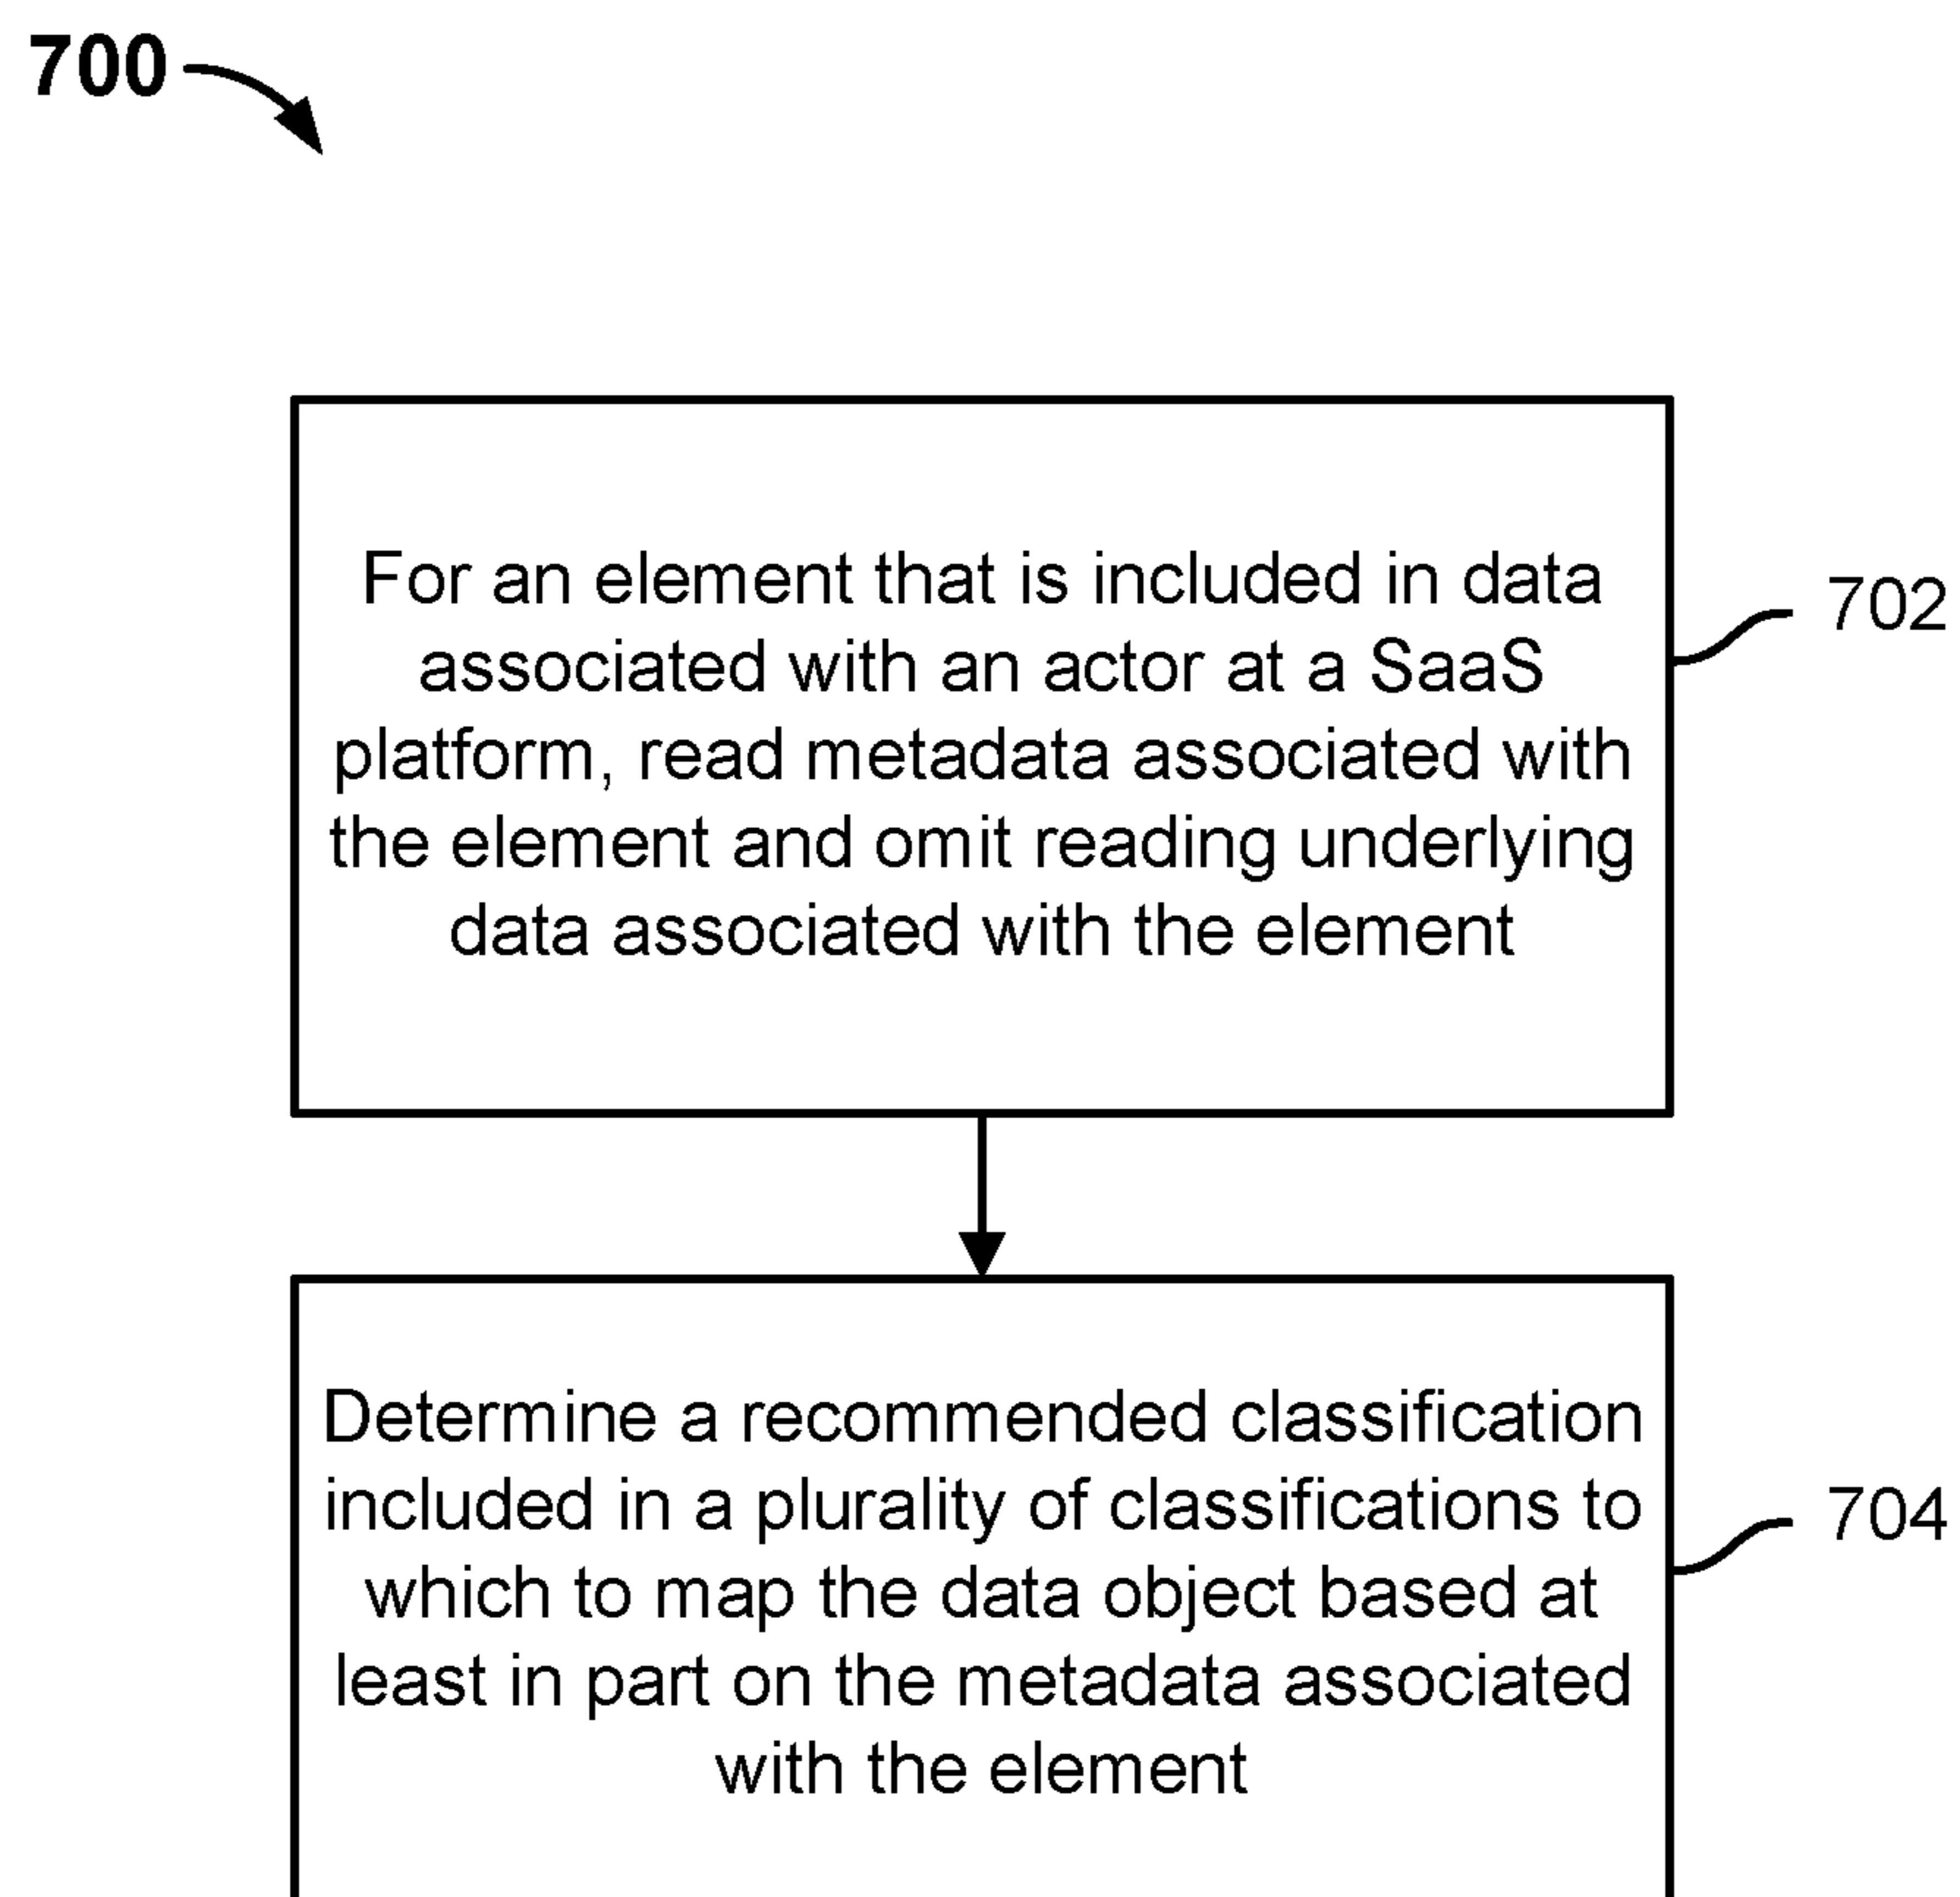 700
For an element that is included in data
associated with an actor at a SaaS
platform, read metadata associated with
the element and omit reading underlying
data associated with the element
702
Determine a recommended classification
included in a plurality of classifications to
which to map the data object based at
least in part on the metadata associated
with the element
704